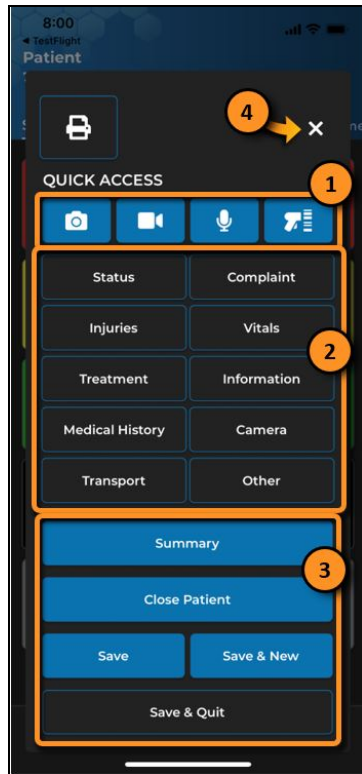 8:00
TestFlight
Patient
4
QUICK ACCESS
1
Status Complaint
Injuries Vitals
2
Treatment Information
Medical History Camera
Transport Other
Summary
3
Close Patient
Save Save & New
Save & Quit